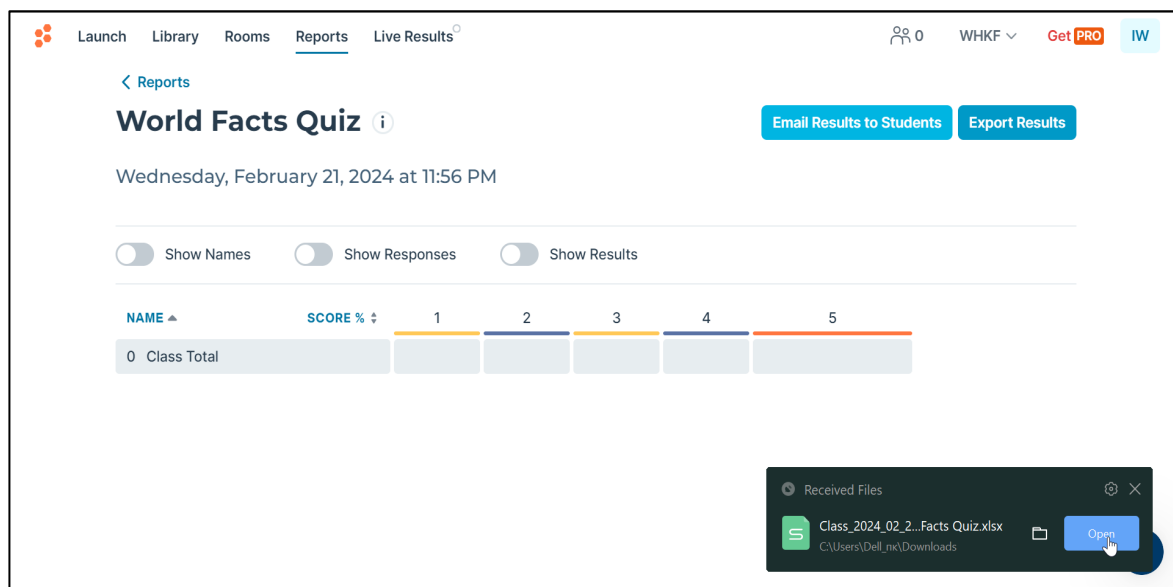 Launch Library Rooms Reports Live Results 0 WHKF Get PRO IW
Reports
World Facts Quiz i
Email Results to Students Export Results
Wednesday, February 21, 2024 at 11:56 PM
Show Names Show Responses Show Results
NAME SCORE % 1 2 3 4 5
0 Class Total
Received Files
Class_2024_02_2...Facts Quiz.xlsx
Open
C:\Users\Dell_пк\Downloads